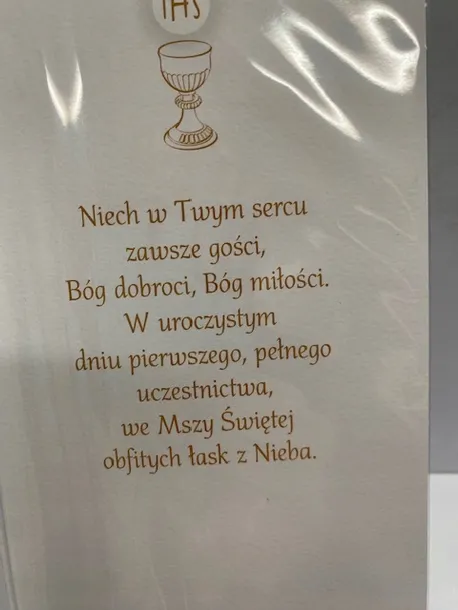 IHS
Niech w Twym sercu
zawsze gości,
Bóg dobroci, Bóg miłości.
W uroczystym
dniu pierwszego, pełnego
uczestnictwa,
we Mszy Świętej
obfitych łask z Nieba.